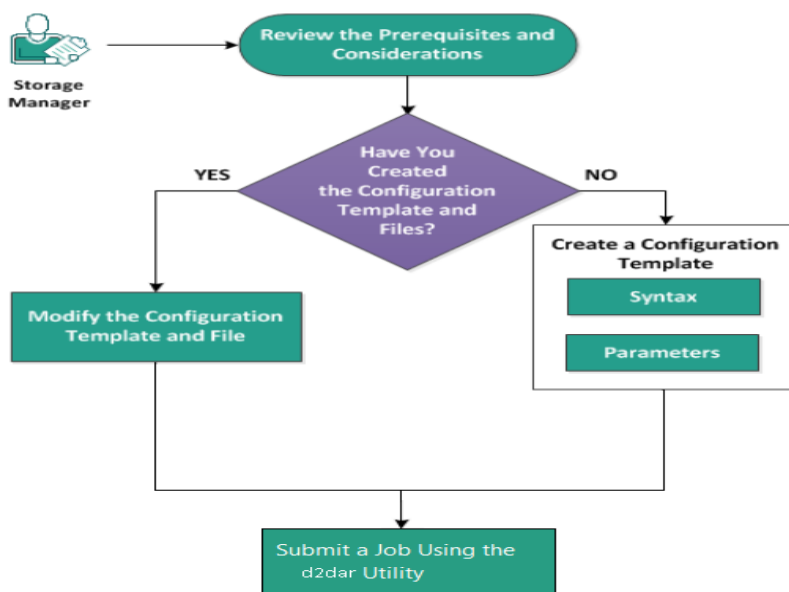 Review the Prerequisites and
Considerations
Storage
Manager
Have You
Created
the Configuration
Template and
Files?
YES
NO
Create a Configuration
Template
Syntax
Parameters
Modify the Configuration
Template and File
Submit a Job Using the
d2dar Utility